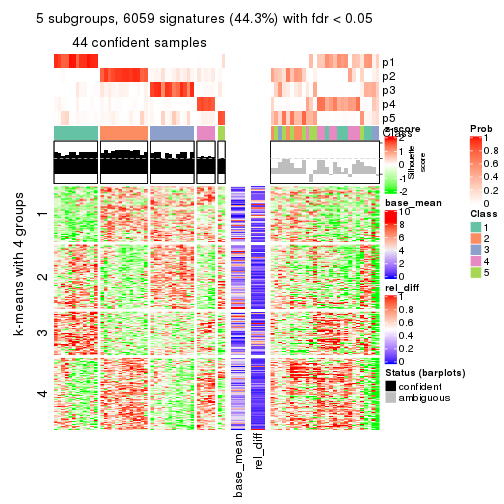 5 subgroups, 6059 signatures (44.3%) with fdr < 0.05
44 confident samples
p1
p2
p3
p4
p5
Class
Silhouette
score
k-means with 4 groups
1
2
3
4
base_mean
rel_diff
z-score
2
1
0
-1
-2
base_mean
10
8
6
4
2
0
rel_diff
1
0.8
0.6
0.4
0.2
0
Status (barplots)
confident
ambiguous
Prob
1
0.8
0.6
0.4
0.2
0
Class
1
2
3
4
5